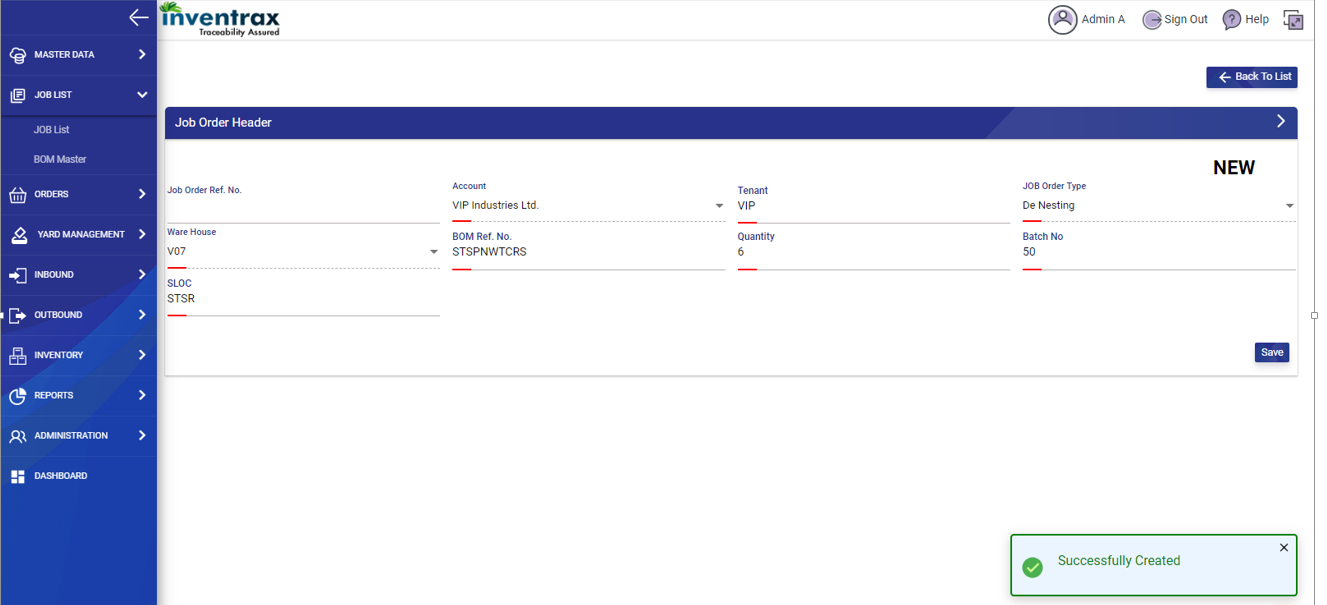 inventrax
Traceability Assured
Admin A
Sign Out
Help
MASTER DATA
JOB LIST
JOB List
BOM Master
ORDERS
YARD MANAGEMENT
INBOUND
OUTBOUND
INVENTORY
REPORTS
ADMINISTRATION
DASHBOARD
Back To List
Job Order Header
NEW
Job Order Ref. No.
Account
VIP Industries Ltd.
Tenant
VIP
JOB Order Type
De Nesting
Ware House
V07
BOM Ref. No.
STSPNWTCRS
Quantity
6
Batch No
50
SLOC
STSR
Save
Successfully Created